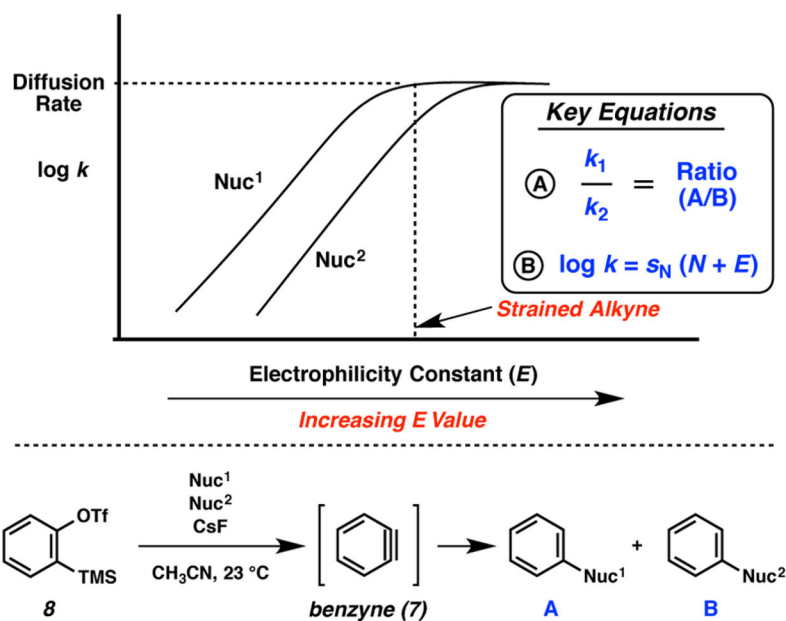 Diffusion
Rate
log k
Nuc¹
Nuc²
Key Equations
A k₁ / k₂ = Ratio (A/B)
B log k = sN (N + E)
Strained Alkyne
Electrophilicity Constant (E)
Increasing E Value
OTf
TMS
8
Nuc¹
Nuc²
CsF
CH₃CN, 23 °C
benzyne (7)
Nuc¹
A
+
Nuc²
B